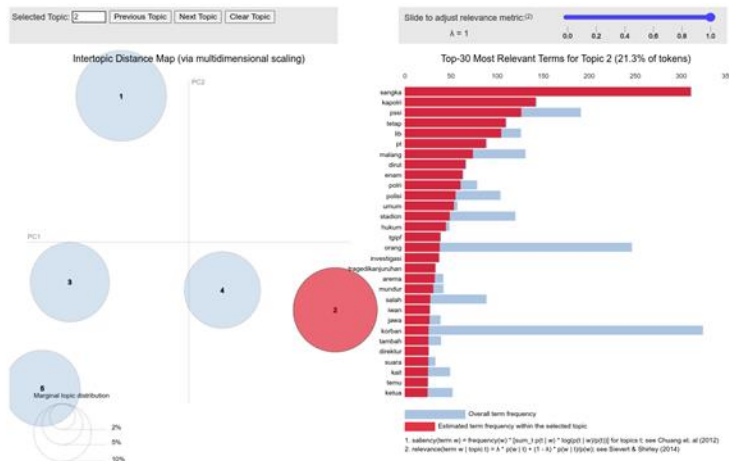 Selected Topic: 2 Previous Topic Next Topic Clear Topic
Slide to adjust relevance metric:(2)
λ = 1
0.0 0.2 0.4 0.6 0.8 1.0
Intertopic Distance Map (via multidimensional scaling)
PC2
PC1
1
3
4
2
5
Marginal topic distribution
2%
5%
10%
Top-30 Most Relevant Terms for Topic 2 (21.3% of tokens)
0 50 100 150 200 250 300
sangka
kapolri
pssi
tetap
lib
pt
malang
dirut
enam
polri
polisi
umum
stadion
hukum
tgipf
orang
investigasi
tragedikanjuruhan
arema
mundur
salah
iwan
jawa
korban
tambah
direktur
suara
kait
temu
ketua
Overall term frequency
Estimated term frequency within the selected topic
1. saliency(term w) = frequency(w) * [sum_t p(t | w) * log(p(t | w)/p(t))] for topics t; see Chuang et. al (2012)
2. relevance(term w | topic t) = λ * p(w | t) + (1 - λ) * p(w | t)/p(w); see Sievert & Shirley (2014)